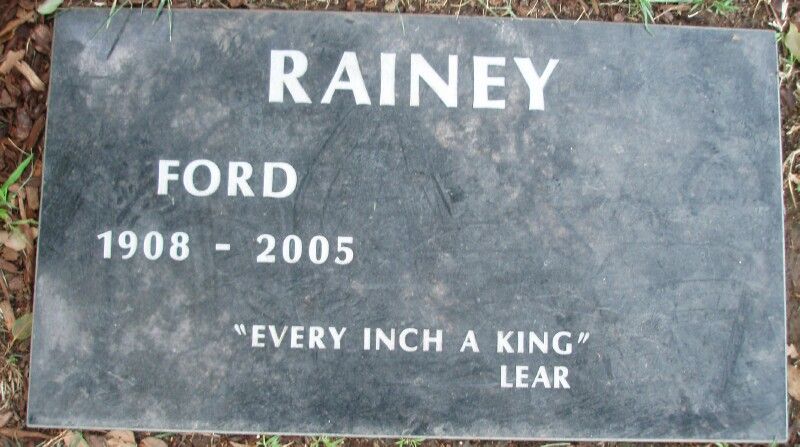 RAINEY
FORD
1908 - 2005
"EVERY INCH A KING"
LEAR